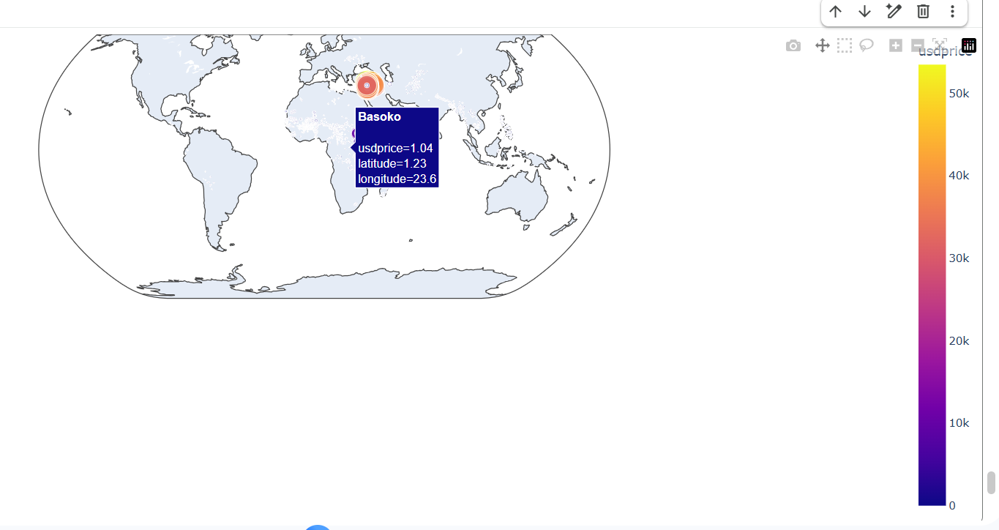 usdprice
50k
40k
30k
20k
10k
0
Basoko
usdprice=1.04
latitude=1.23
longitude=23.6